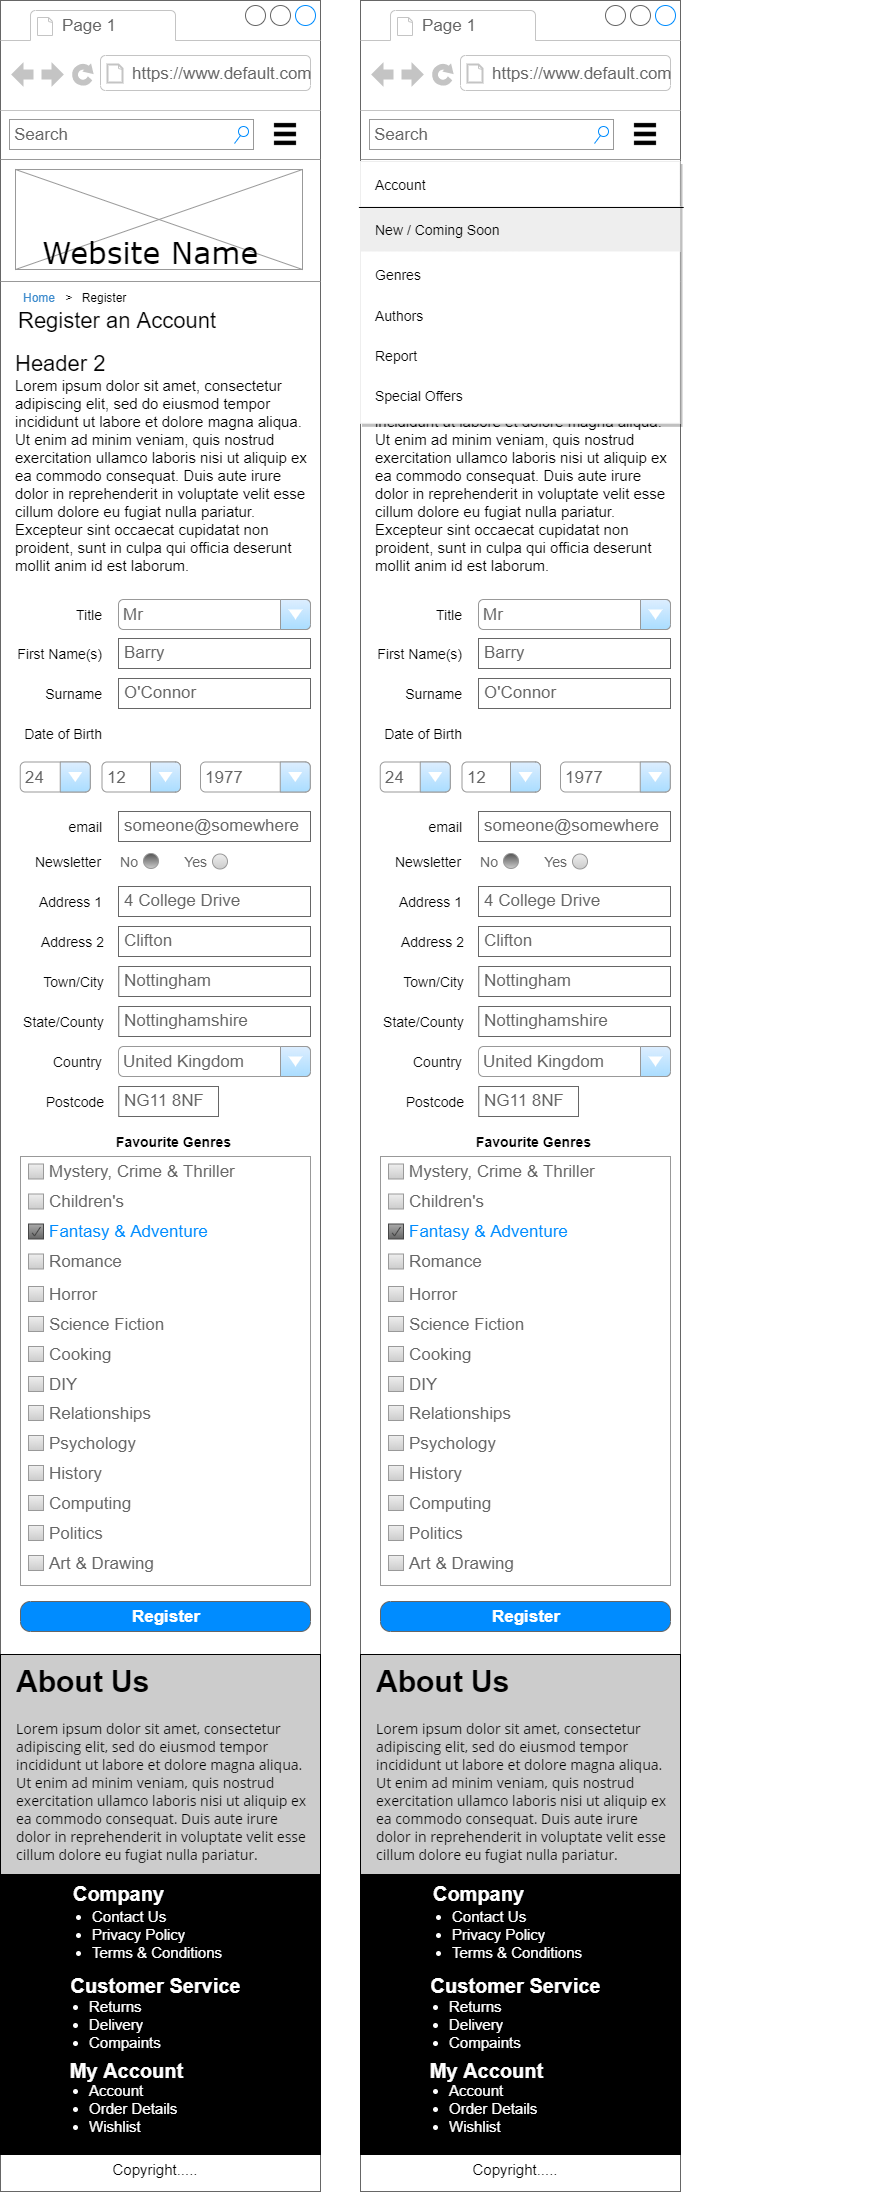 Page 1
https://www.default.com
Search
Website Name
Home > Register
Register an Account
Header 2
Lorem ipsum dolor sit amet, consectetur
adipiscing elit, sed do eiusmod tempor
incididunt ut labore et dolore magna aliqua.
Ut enim ad minim veniam, quis nostrud
exercitation ullamco laboris nisi ut aliquip ex
ea commodo consequat. Duis aute irure
dolor in reprehenderit in voluptate velit esse
cillum dolore eu fugiat nulla pariatur.
Excepteur sint occaecat cupidatat non
proident, sunt in culpa qui officia deserunt
mollit anim id est laborum.
Title Mr
First Name(s) Barry
Surname O'Connor
Date of Birth
24 12 1977
email someone@somewhere
Newsletter No Yes
Address 1 4 College Drive
Address 2 Clifton
Town/City Nottingham
State/County Nottinghamshire
Country United Kingdom
Postcode NG11 8NF
Favourite Genres
Mystery, Crime & Thriller
Children's
Fantasy & Adventure
Romance
Horror
Science Fiction
Cooking
DIY
Relationships
Psychology
History
Computing
Politics
Art & Drawing
Register
About Us
Lorem ipsum dolor sit amet, consectetur
adipiscing elit, sed do eiusmod tempor
incididunt ut labore et dolore magna aliqua.
Ut enim ad minim veniam, quis nostrud
exercitation ullamco laboris nisi ut aliquip ex
ea commodo consequat. Duis aute irure
dolor in reprehenderit in voluptate velit esse
cillum dolore eu fugiat nulla pariatur.
Company
• Contact Us
• Privacy Policy
• Terms & Conditions
Customer Service
• Returns
• Delivery
• Compaints
My Account
• Account
• Order Details
• Wishlist
Copyright.....
Page 1
https://www.default.com
Search
Account
New / Coming Soon
Genres
Authors
Report
Special Offers
incididunt ut labore et dolore magna aliqua.
Ut enim ad minim veniam, quis nostrud
exercitation ullamco laboris nisi ut aliquip ex
ea commodo consequat. Duis aute irure
dolor in reprehenderit in voluptate velit esse
cillum dolore eu fugiat nulla pariatur.
Excepteur sint occaecat cupidatat non
proident, sunt in culpa qui officia deserunt
mollit anim id est laborum.
Title Mr
First Name(s) Barry
Surname O'Connor
Date of Birth
24 12 1977
email someone@somewhere
Newsletter No Yes
Address 1 4 College Drive
Address 2 Clifton
Town/City Nottingham
State/County Nottinghamshire
Country United Kingdom
Postcode NG11 8NF
Favourite Genres
Mystery, Crime & Thriller
Children's
Fantasy & Adventure
Romance
Horror
Science Fiction
Cooking
DIY
Relationships
Psychology
History
Computing
Politics
Art & Drawing
Register
About Us
Lorem ipsum dolor sit amet, consectetur
adipiscing elit, sed do eiusmod tempor
incididunt ut labore et dolore magna aliqua.
Ut enim ad minim veniam, quis nostrud
exercitation ullamco laboris nisi ut aliquip ex
ea commodo consequat. Duis aute irure
dolor in reprehenderit in voluptate velit esse
cillum dolore eu fugiat nulla pariatur.
Company
• Contact Us
• Privacy Policy
• Terms & Conditions
Customer Service
• Returns
• Delivery
• Compaints
My Account
• Account
• Order Details
• Wishlist
Copyright.....